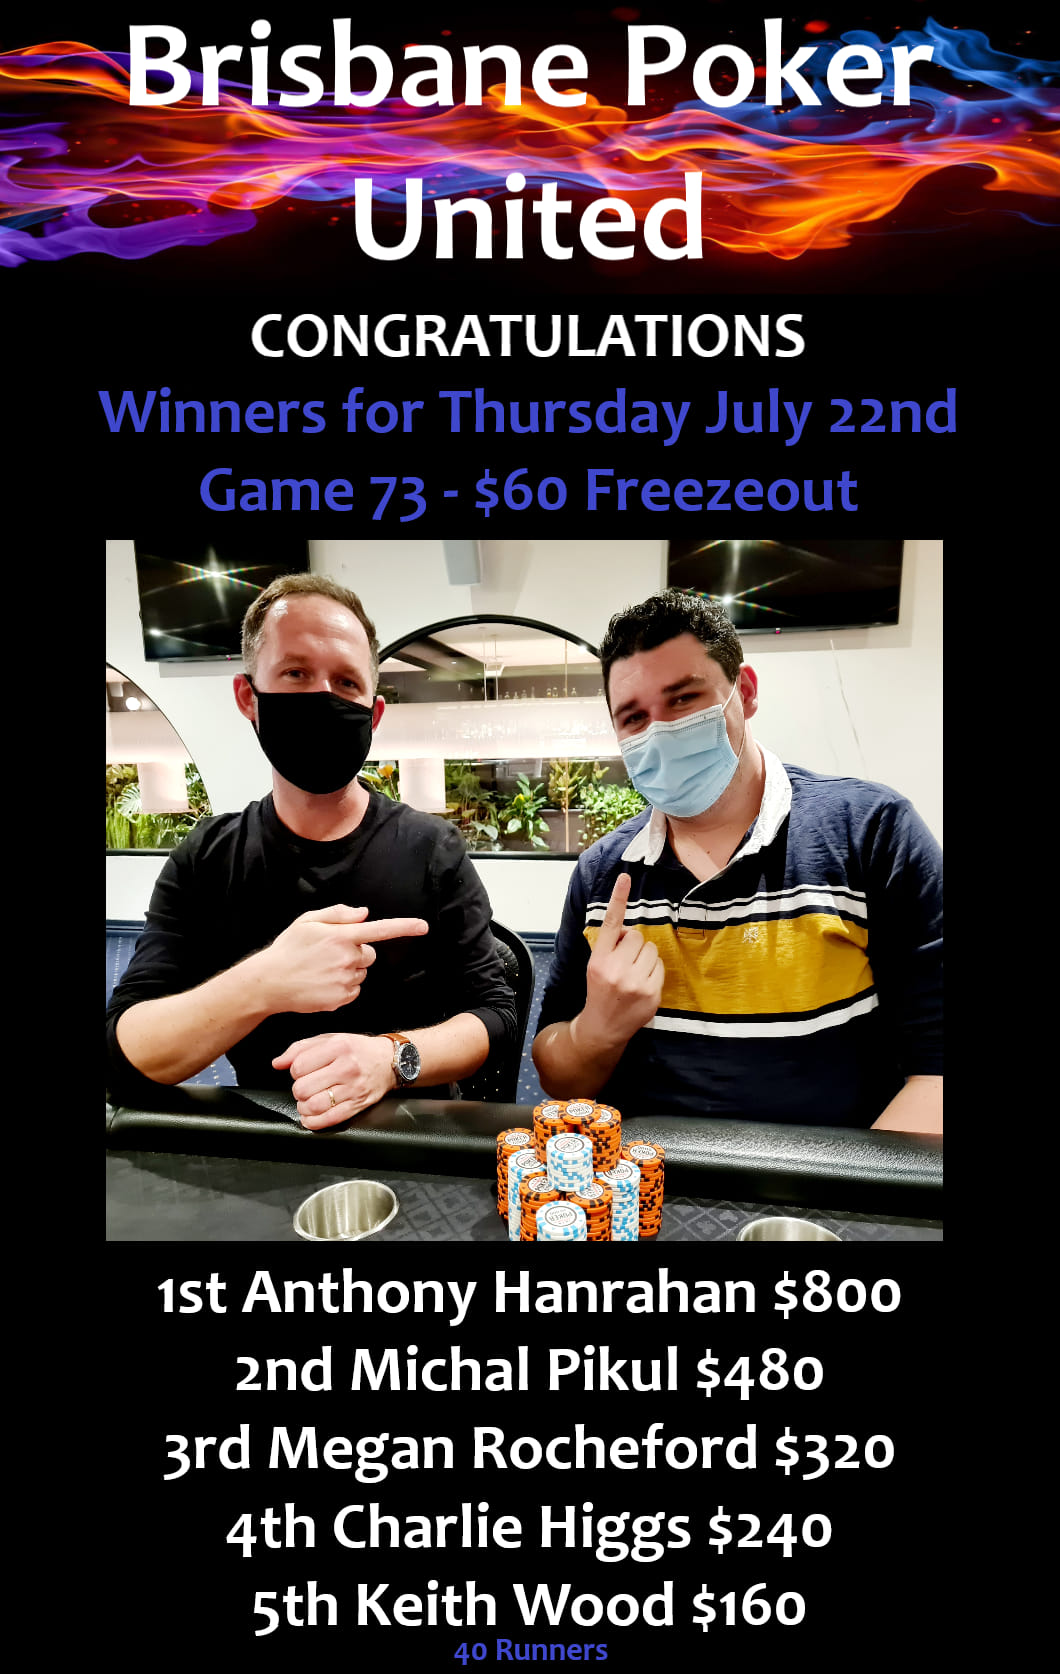 Brisbane Poker
United
CONGRATULATIONS
Winners for Thursday July 22nd
Game 73 - $60 Freezeout
1st Anthony Hanrahan $800
2nd Michal Pikul $480
3rd Megan Rocheford $320
4th Charlie Higgs $240
5th Keith Wood $160
40 Runners